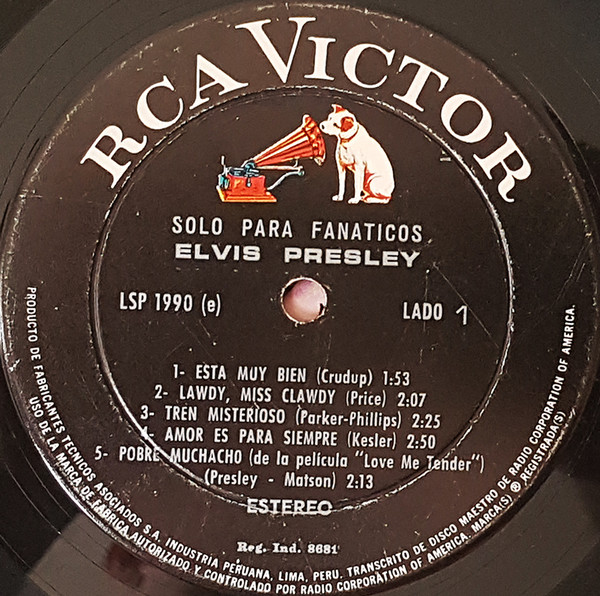 RCA VICTOR
SOLO PARA FANATICOS
ELVIS PRESLEY
LSP 1990 (e)
LADO 1
1- ESTA MUY BIEN (Crudup) 1:53
2- LAWDY, MISS CLAWDY (Price) 2:07
3- TREN MISTERIOSO (Parker-Phillips) 2:25
4- AMOR ES PARA SIEMPRE (Kesler) 2:50
5- POBRE MUCHACHO (de la película "Love Me Tender")
(Presley - Matson) 2:13
ESTEREO
Reg. Ind. 8681
PRODUCTO DE FABRICANTES TECNICOS ASOCIADOS S.A. INDUSTRIA PERUANA, LIMA, PERU. TRANSCRITO DE DISCO MAESTRO DE RADIO CORPORATION OF AMERICA.
USO DE LA MARCA DE FABRICA AUTORIZADO Y CONTROLADO POR RADIO CORPORATION OF AMERICA. MARCA(S) ® REGISTRADA(S)